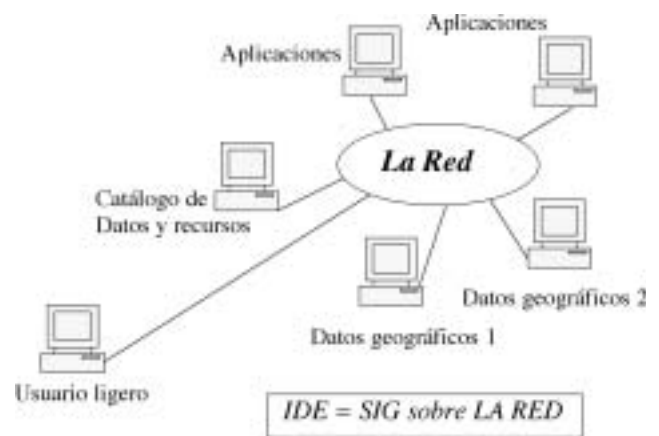 Aplicaciones
Aplicaciones
La Red
Catálogo de
Datos y recursos
Datos geográficos 2
Datos geográficos 1
Usuario ligero
IDE = SIG sobre LA RED